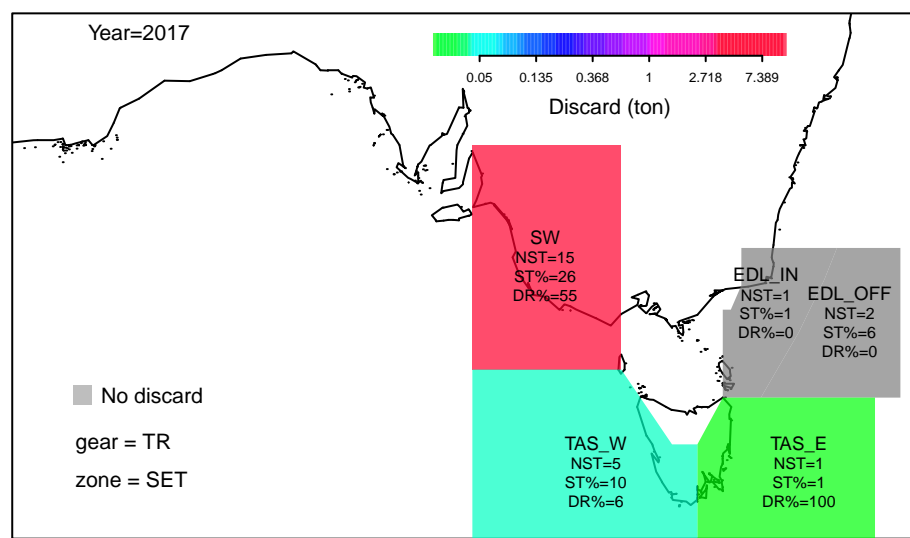 Year=2017
0.05 0.135 0.368 1 2.718 7.389
Discard (ton)
SW
NST=15
ST%=26
DR%=55
EDL_IN
NST=1
ST%=1
DR%=0
EDL_OFF
NST=2
ST%=6
DR%=0
No discard
gear = TR
zone = SET
TAS_W
NST=5
ST%=10
DR%=6
TAS_E
NST=1
ST%=1
DR%=100